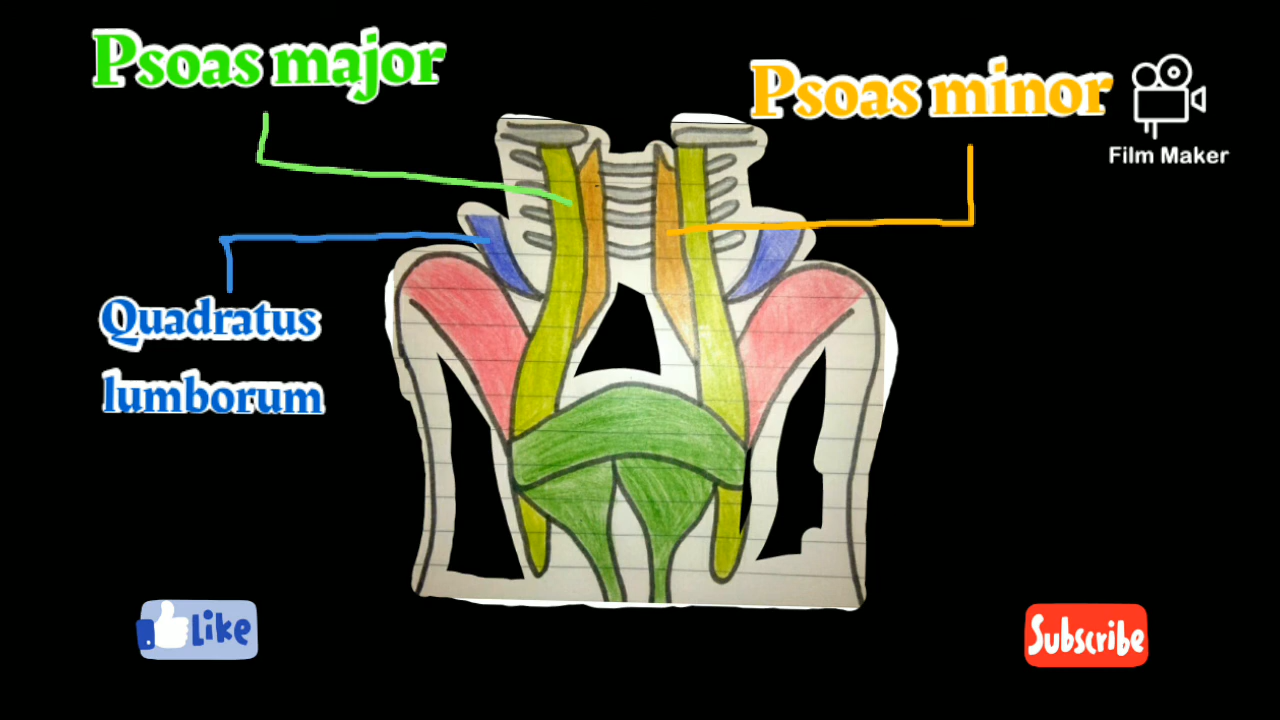 Psoas major
Psoas minor
Film Maker
Quadratus
lumborum
Like
Subscribe